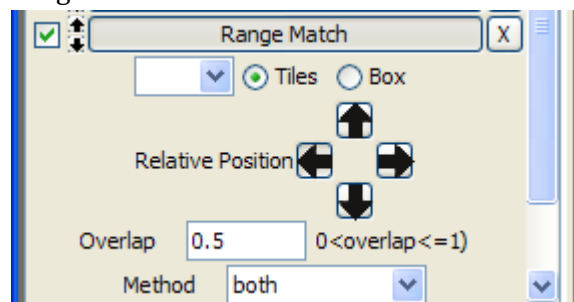 Range Match X
Tiles Box
Relative Position
Overlap 0.5 0<overlap<=1)
Method both